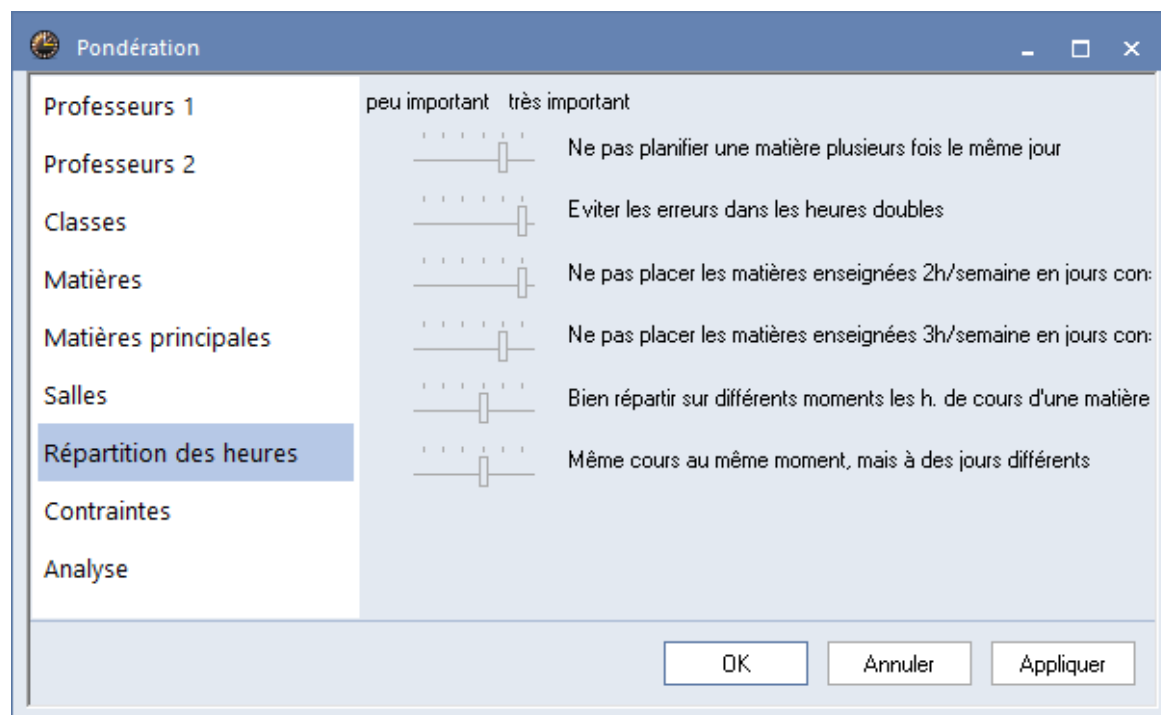 Pondération
Professeurs 1
Professeurs 2
Classes
Matières
Matières principales
Salles
Répartition des heures
Contraintes
Analyse
peu important très important
Ne pas planifier une matière plusieurs fois le même jour
Eviter les erreurs dans les heures doubles
Ne pas placer les matières enseignées 2h/semaine en jours con
Ne pas placer les matières enseignées 3h/semaine en jours con
Bien répartir sur différents moments les h. de cours d'une matière
Même cours au même moment, mais à des jours différents
OK Annuler Appliquer